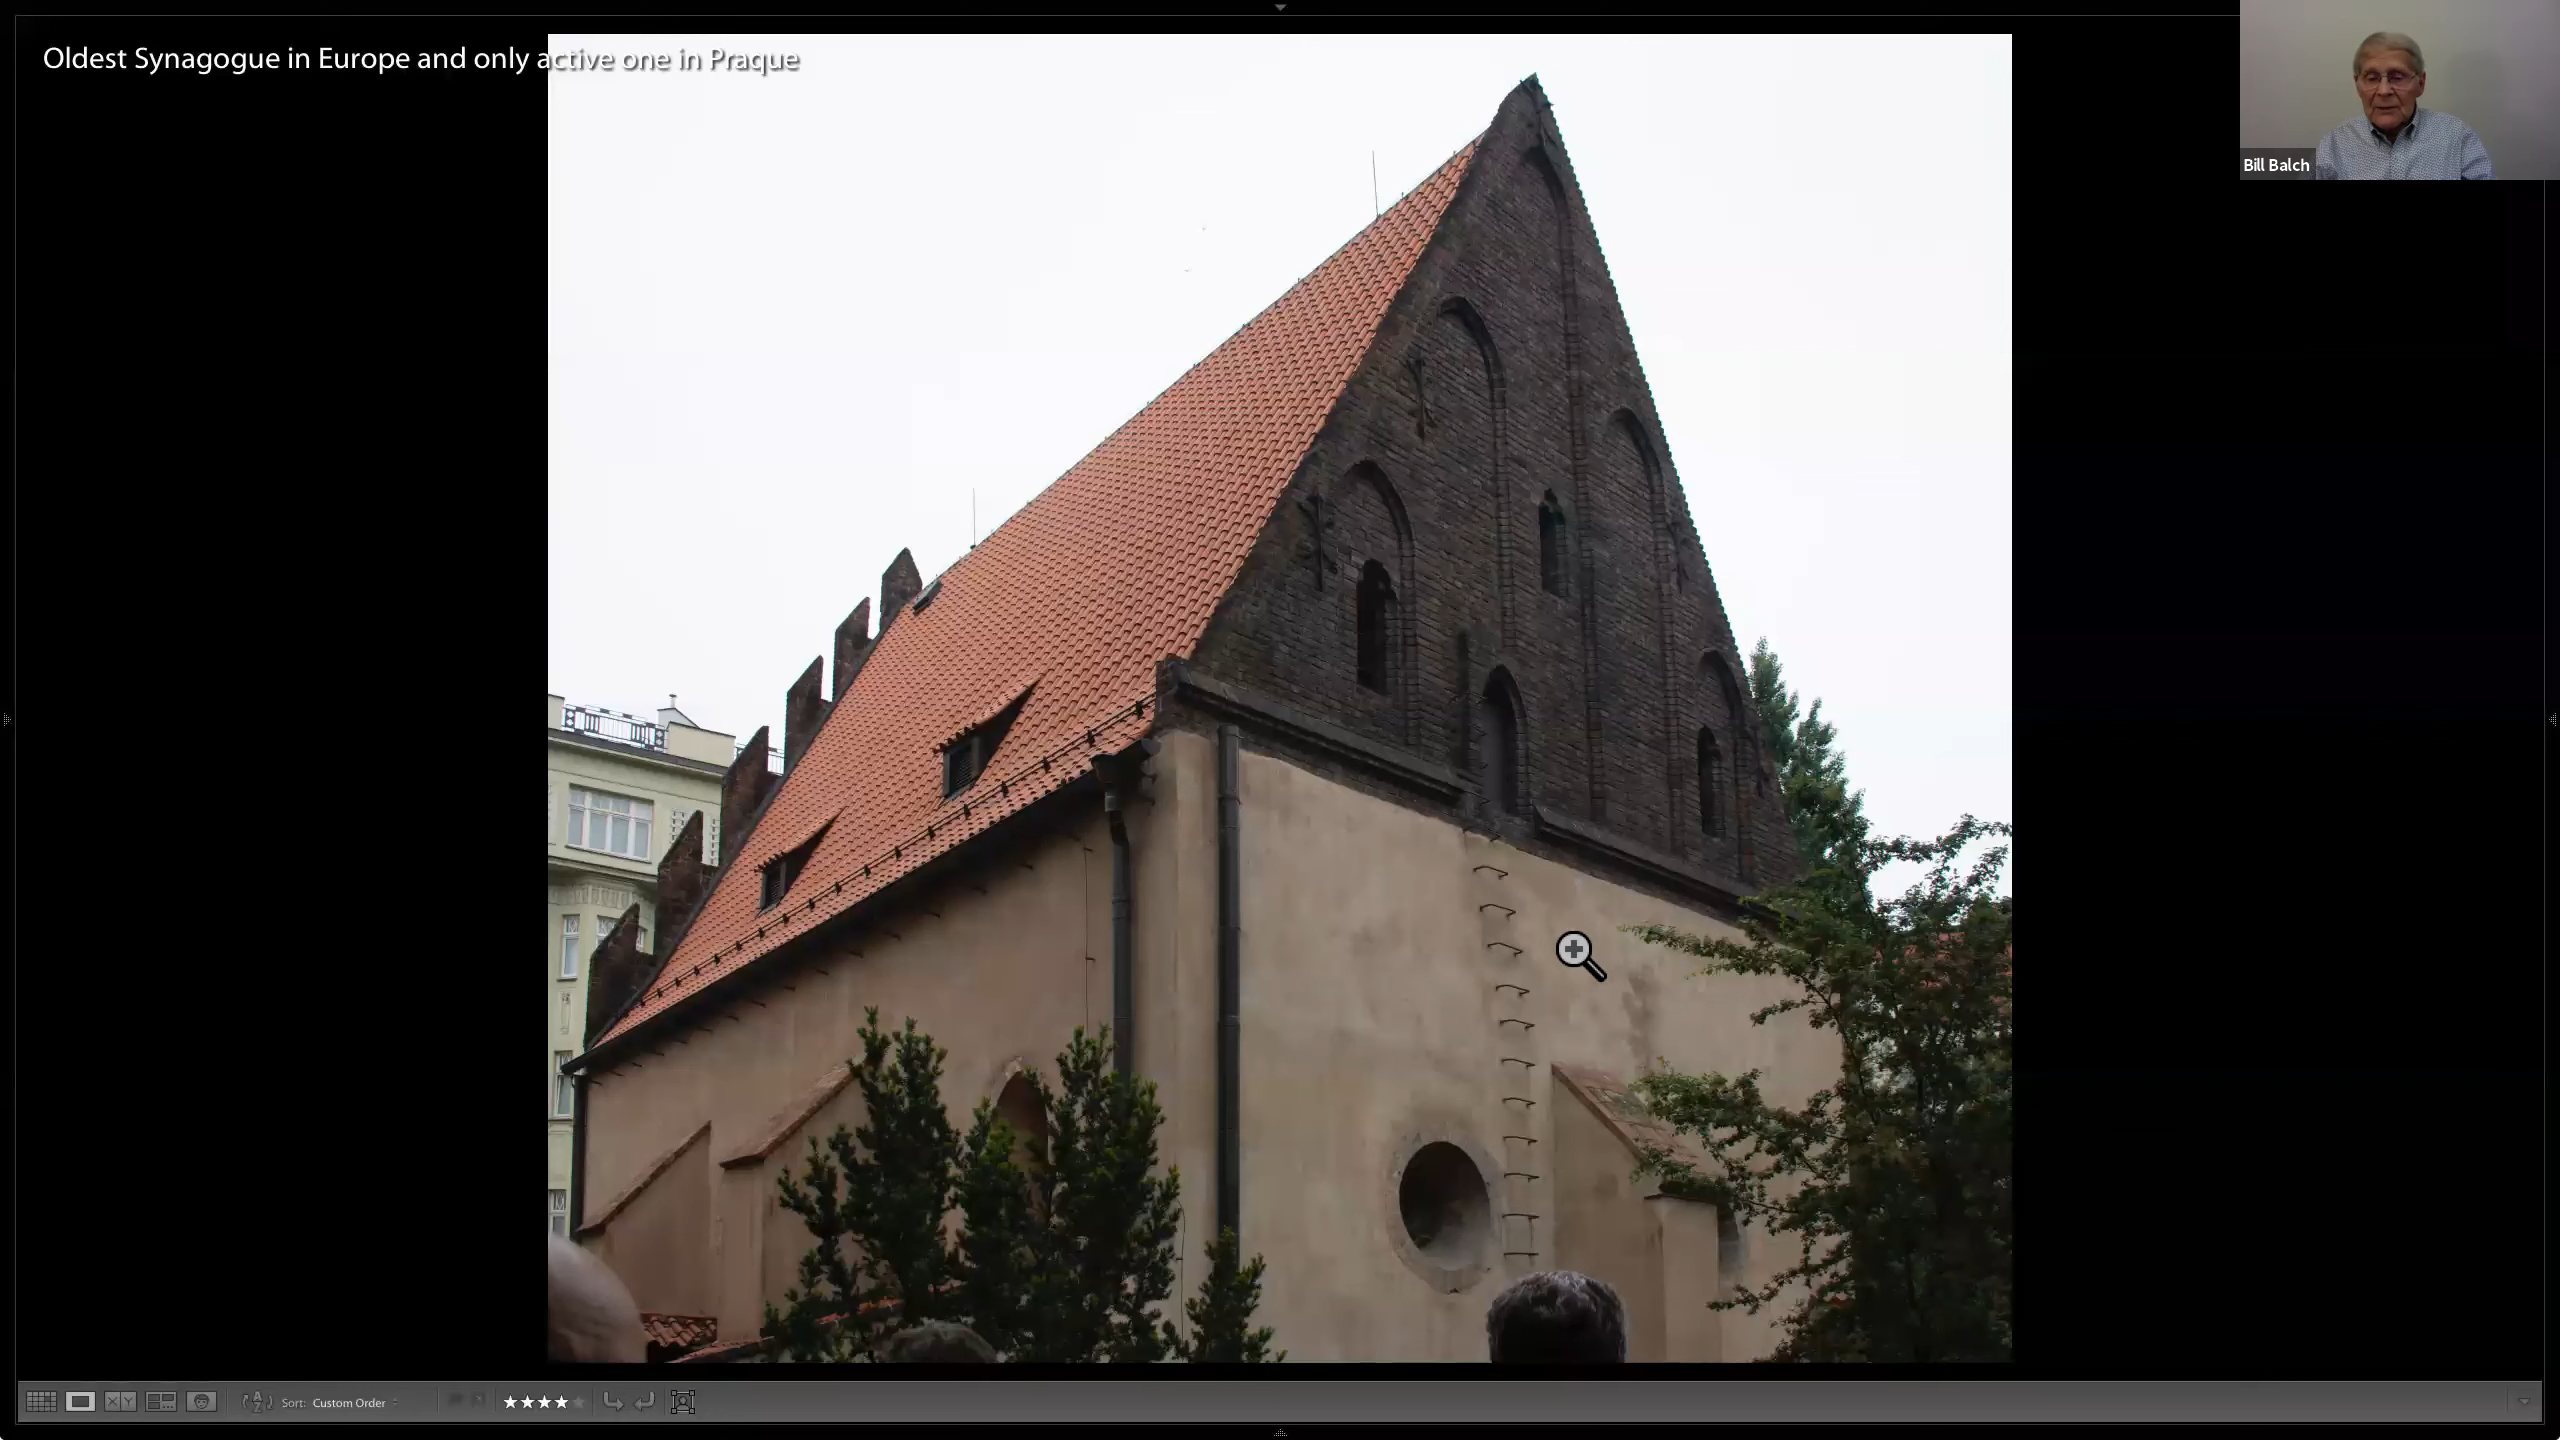 Oldest Synagogue in Europe and only active one in Praque
Bill Balch
X Y
A
Z
Sort: Custom Order